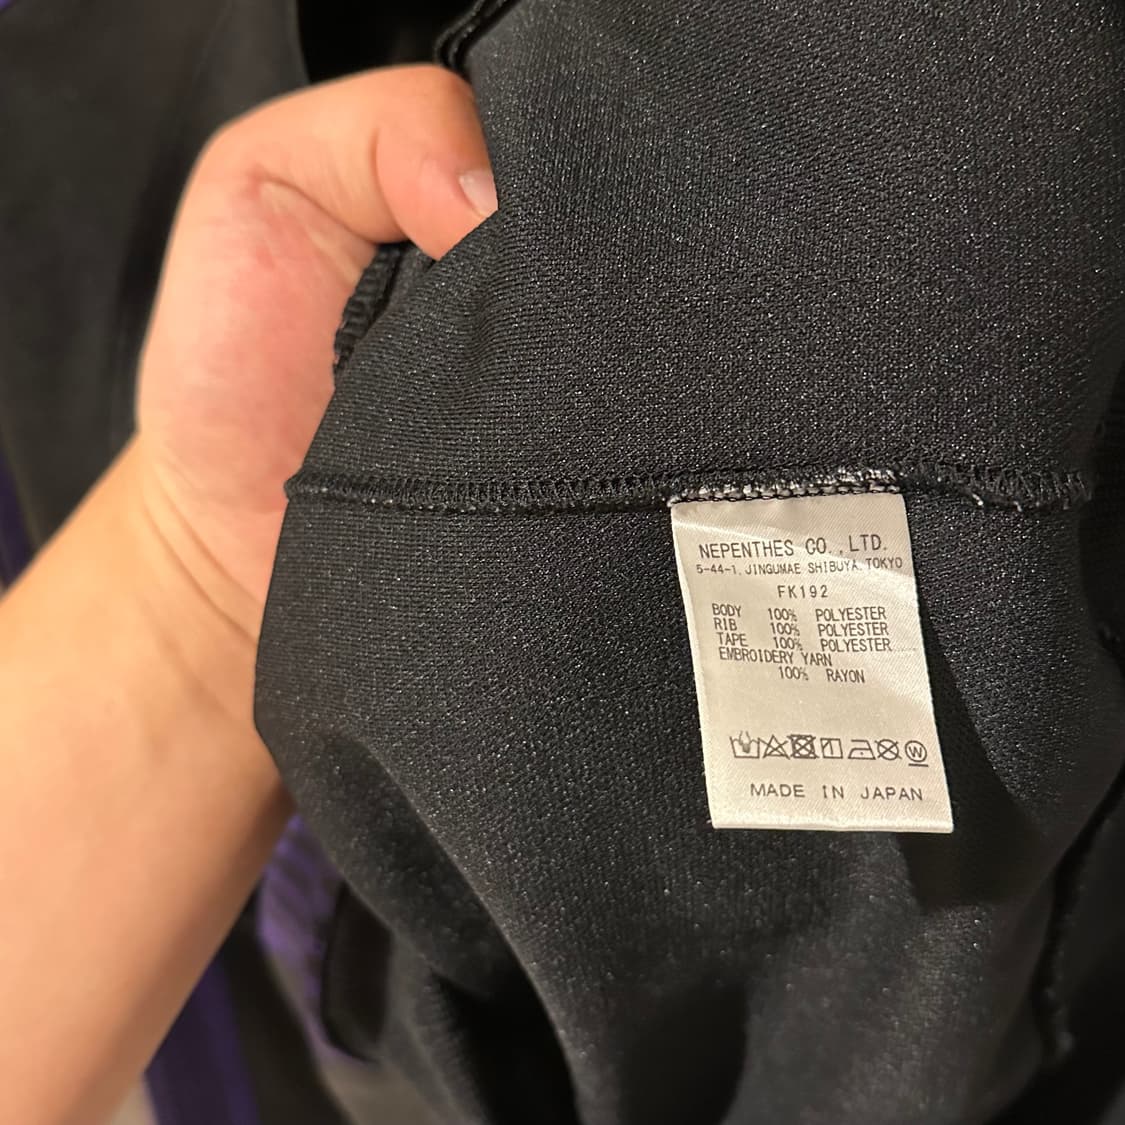 NEPENTHES CO.,LTD.
5-44-1, JINGUMAE SHIBUYA, TOKYO
FK192
BODY 100% POLYESTER
RIB 100% POLYESTER
TAPE 100% POLYESTER
EMBROIDERY YARN
100% RAYON
W
MADE IN JAPAN